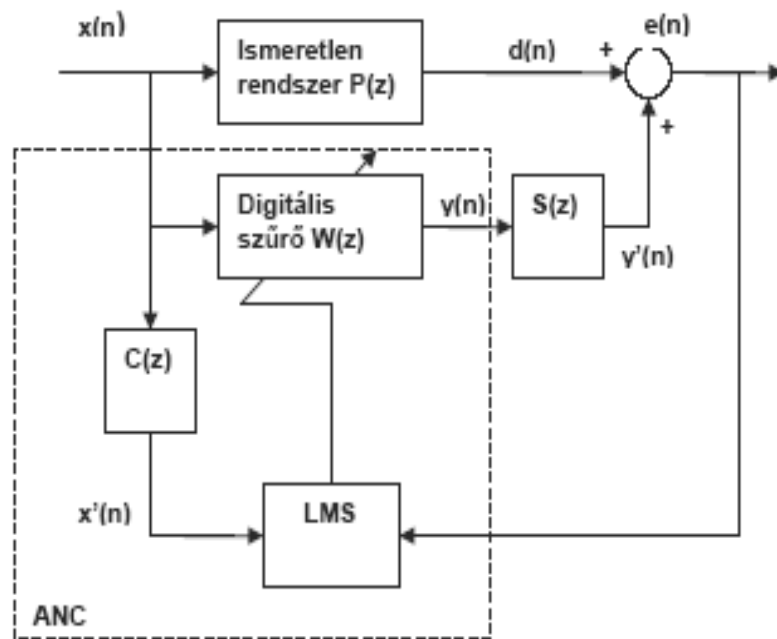 x(n)
Ismeretlen
rendszer P(z)
d(n)
+
e(n)
+
Digitális
szűrő W(z)
y(n)
S(z)
y'(n)
C(z)
x'(n)
LMS
ANC